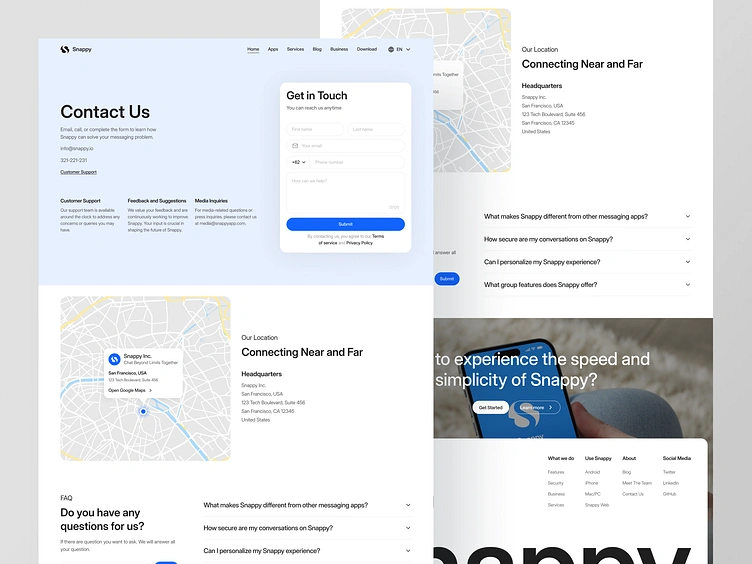 Snappy
Home Apps Services Blog Business Download EN
Contact Us
Email, call, or complete the form to learn how
Snappy can solve your messaging problem.
info@snappy.io
321-221-231
Customer Support
Customer Support
Our support team is available
around the clock to address any
concerns or queries you may
have.
Feedback and Suggestions
We value your feedback and are
continuously working to improve
Snappy. Your input is crucial in
shaping the future of Snappy.
Media Inquiries
For media-related questions or
press inquiries, please contact us
at media@snappyapp.com.
Get in Touch
You can reach us anytime
First name Last name
Your email
+62 Phone number
How can we help?
Submit
By contacting us, you agree to our Terms
of service and Privacy Policy
Snappy Inc.
Chat Beyond Limits Together
San Francisco, USA
123 Tech Boulevard, Suite 456
Open Google Maps
Our Location
Connecting Near and Far
Headquarters
Snappy Inc.
San Francisco, USA
123 Tech Boulevard, Suite 456
San Francisco, CA 12345
United States
FAQ
Do you have any
questions for us?
If there are question you want to ask. We will answer all
your question.
What makes Snappy different from other messaging apps?
How secure are my conversations on Snappy?
Can I personalize my Snappy experience?
Together
Our Location
Connecting Near and Far
Headquarters
Snappy Inc.
San Francisco, USA
123 Tech Boulevard, Suite 456
San Francisco, CA 12345
United States
answer all
Submit
What makes Snappy different from other messaging apps?
How secure are my conversations on Snappy?
Can I personalize my Snappy experience?
What group features does Snappy offer?
to experience the speed and
simplicity of Snappy?
Get Started Learn more
What we do
Features
Security
Business
Services
Use Snappy
Android
iPhone
Mac/PC
Snappy Web
About
Blog
Meet The Team
Contact Us
Social Media
Twitter
LinkedIn
GitHub
nappy